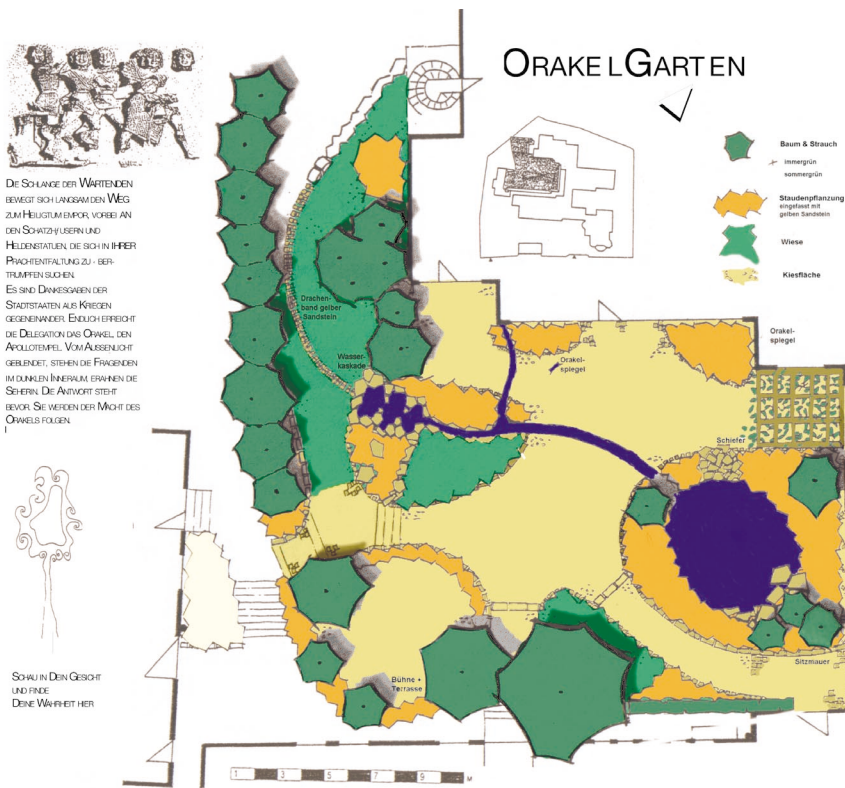 ORAKELGARTEN
DIE SCHLANGE DER WARTENDEN
BEWEGT SICH LANGSAM DEN WEG
ZUM HEILIGTUM EMPOR, VORBEI AN
DEN SCHATZH/USERN UND
HELDENSTATUEN, DIE SICH IN IHRER
PRACHTENTFALTUNG ZU - BER-
TRUMPFEN SUCHEN.
ES SIND DANKESGABEN DER
STADTSTAATEN AUS KRIEGEN
GEGENEINANDER. ENDLICH ERREICHT
DIE DELEGATION DAS ORAKEL, DEN
APOLLOTEMPEL. VOM AUSSENLICHT
GEBLENDET, STEHEN DIE FRAGENDEN
IM DUNKLEN INNERAUM, ERAHNEN DIE
SEHERIN. DIE ANTWORT STEHT
BEVOR. SIE WERDEN DER MACHT DES
ORAKELS FOLGEN.
SCHAU IN DEIN GESICHT
UND FINDE
DEINE WAHRHEIT HIER
Baum & Strauch
immergrün
sommergrün
Staudenpflanzung
eingefasst mit
gelben Sandstein
Wiese
Kiesfläche
Drachen-
band gelber
Sandstein
Wasser-
kaskade
Orakel-
spiegel
Orakel-
spiegel
Schiefer
Bühne +
Terrasse
Sitzmauer
1 3 5 7 9 M